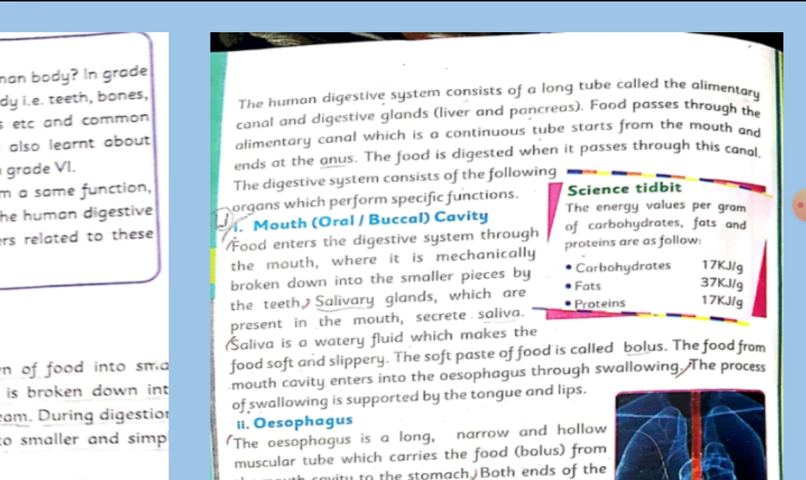 man body? In grade
dy i.e. teeth, bones,
etc and common
also learnt about
grade VI.
m a same function,
he human digestive
ers related to these
n of food into sma
is broken down int
eam. During digestion
to smaller and simp
The human digestive system consists of a long tube called the alimentary
canal and digestive glands (liver and pancreas). Food passes through the
alimentary canal which is a continuous tube starts from the mouth and
ends at the anus. The food is digested when it passes through this canal.
The digestive system consists of the following
organs which perform specific functions.
i. Mouth (Oral / Buccal) Cavity
Food enters the digestive system through
the mouth, where it is mechanically
broken down into the smaller pieces by
the teeth. Salivary glands, which are
present in the mouth, secrete saliva.
Saliva is a watery fluid which makes the
food soft and slippery. The soft paste of food is called bolus. The food from
mouth cavity enters into the oesophagus through swallowing. The process
of swallowing is supported by the tongue and lips.
Science tidbit
The energy values per gram
of carbohydrates, fats and
proteins are as follow:
• Carbohydrates 17KJ/g
• Fats 37KJ/g
• Proteins 17KJ/g
ii. Oesophagus
The oesophagus is a long, narrow and hollow
muscular tube which carries the food (bolus) from
the mouth cavity to the stomach. Both ends of the